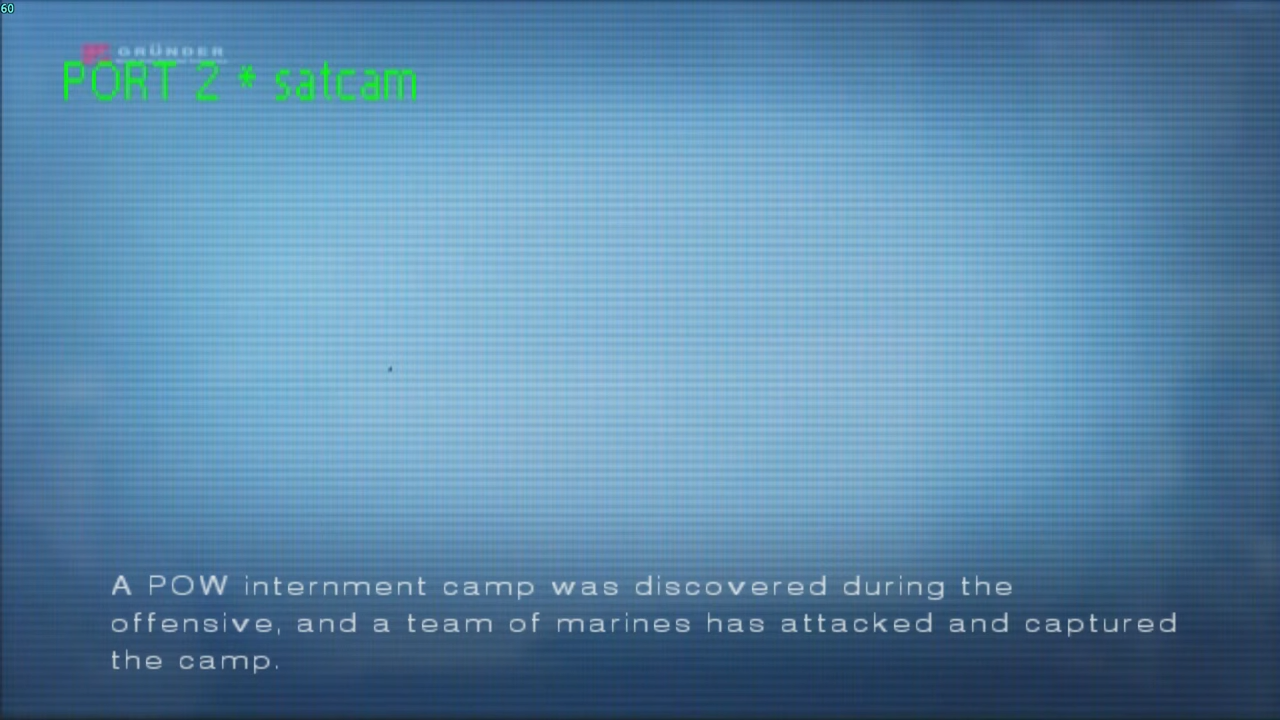 60
GRÜNDER
PORT 2 * satcam
A POW internment camp was discovered during the
offensive, and a team of marines has attacked and captured
the camp.